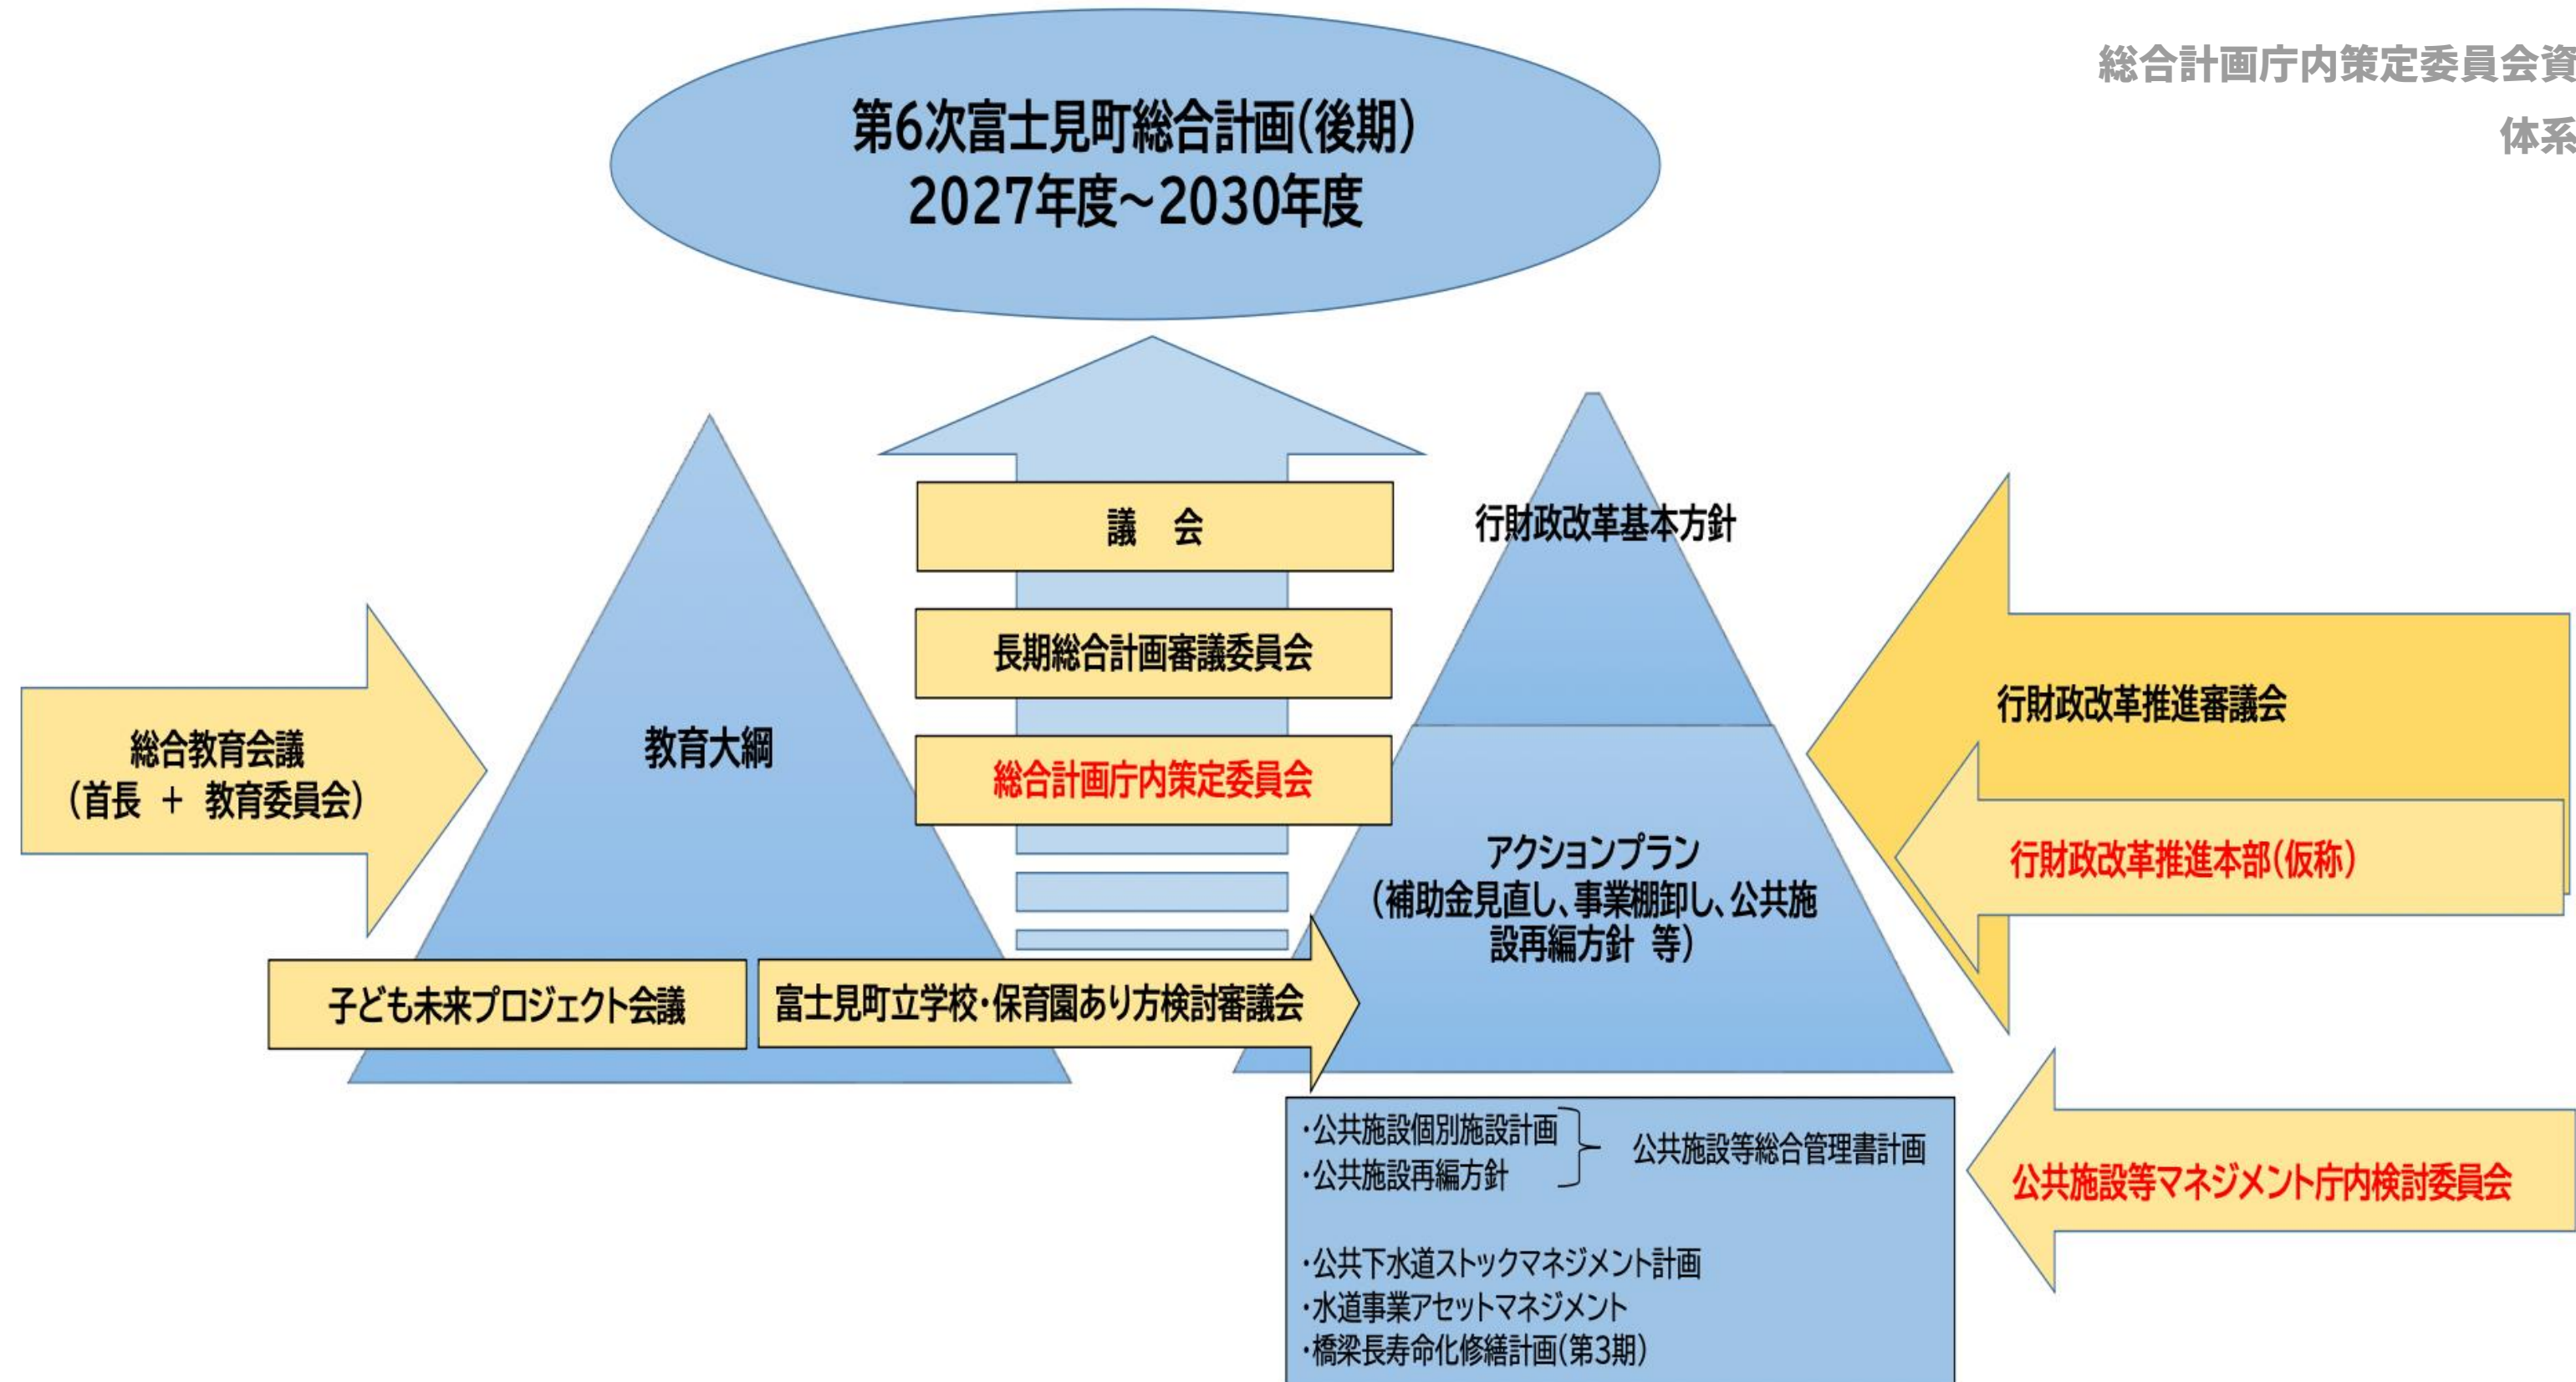 総合計画庁内策定委員会資
体系
第6次富士見町総合計画(後期)
2027年度～2030年度
議　会
長期総合計画審議委員会
総合計画庁内策定委員会
総合教育会議
(首長 ＋ 教育委員会)
教育大綱
子ども未来プロジェクト会議
富士見町立学校・保育園あり方検討審議会
行財政改革基本方針
アクションプラン
(補助金見直し、事業棚卸し、公共施
設再編方針 等)
行財政改革推進審議会
行財政改革推進本部(仮称)
公共施設等マネジメント庁内検討委員会
・公共施設個別施設計画
・公共施設再編方針
公共施設等総合管理書計画
・公共下水道ストックマネジメント計画
・水道事業アセットマネジメント
・橋梁長寿命化修繕計画(第3期)